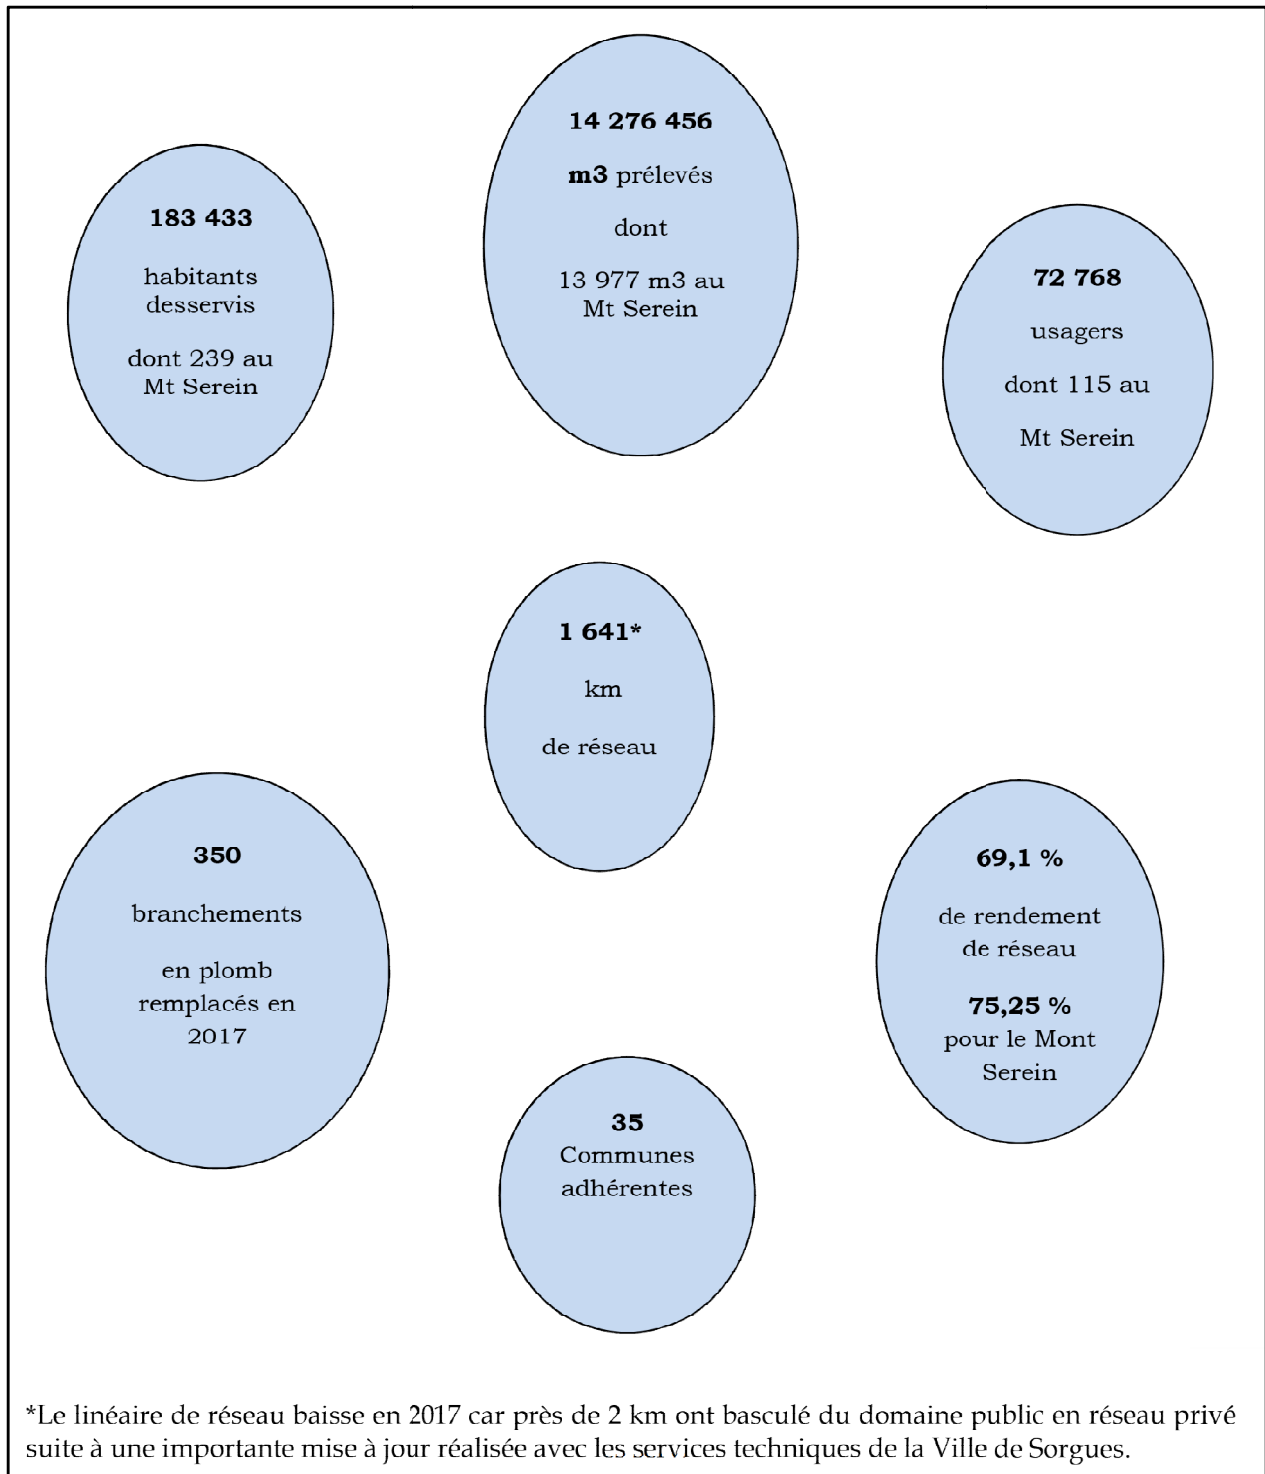 14 276 456
m3 prélevés
dont
13 977 m3 au
Mt Serein
183 433
habitants
desservis
dont 239 au
Mt Serein
72 768
usagers
dont 115 au
Mt Serein
1 641*
km
de réseau
350
branchements
en plomb
remplacés en
2017
69,1 %
de rendement
de réseau
75,25 %
pour le Mont
Serein
35
Communes
adhérentes
*Le linéaire de réseau baisse en 2017 car près de 2 km ont basculé du domaine public en réseau privé
suite à une importante mise à jour réalisée avec les services techniques de la Ville de Sorgues.